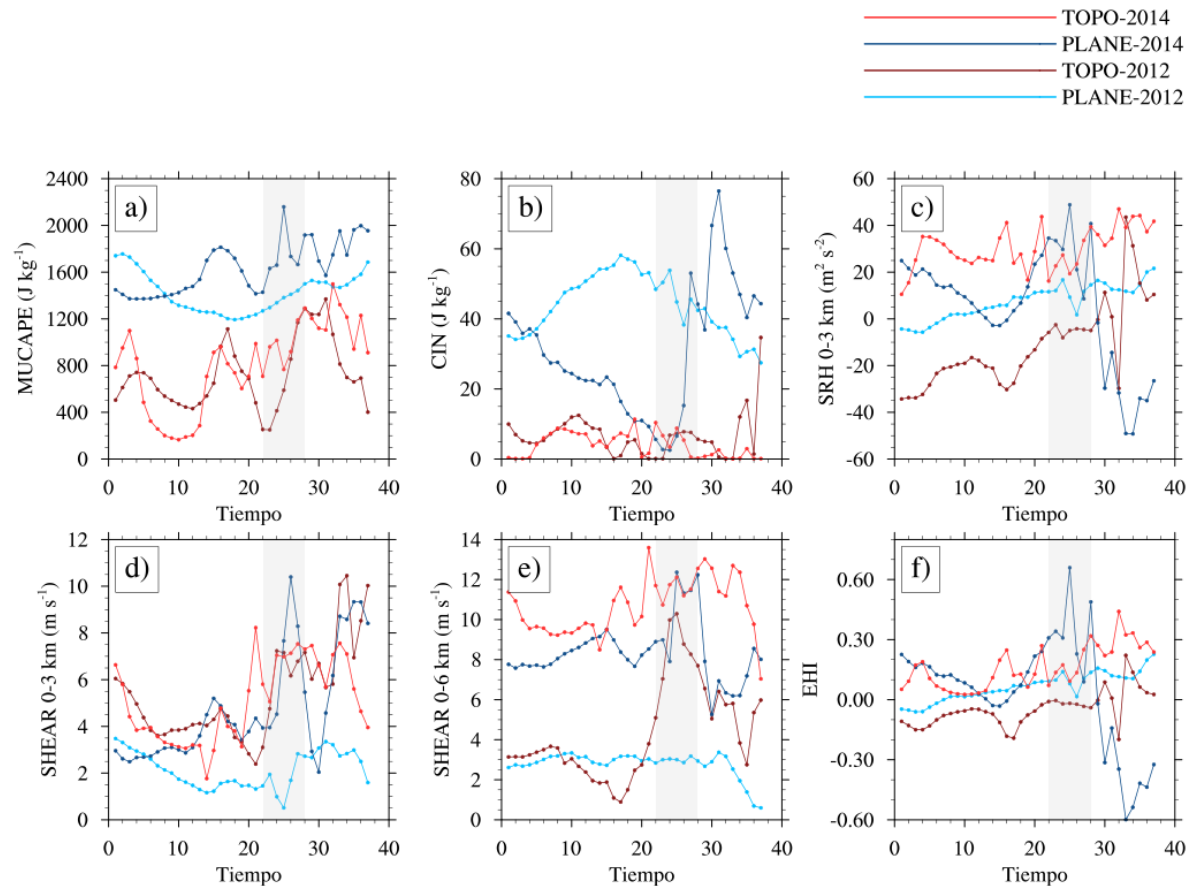 TOPO-2014
PLANE-2014
TOPO-2012
PLANE-2012
a)
MUCAPE (J kg⁻¹)
2400
2000
1600
1200
800
400
0
0 10 20 30 40
Tiempo
b)
CIN (J kg⁻¹)
80
60
40
20
0
0 10 20 30 40
Tiempo
c)
SRH 0-3 km (m² s⁻²)
60
40
20
0
-20
-40
-60
0 10 20 30 40
Tiempo
d)
SHEAR 0-3 km (m s⁻¹)
12
10
8
6
4
2
0
0 10 20 30 40
Tiempo
e)
SHEAR 0-6 km (m s⁻¹)
14
12
10
8
6
4
2
0
0 10 20 30 40
Tiempo
f)
EHI
0.60
0.30
0.00
-0.30
-0.60
0 10 20 30 40
Tiempo